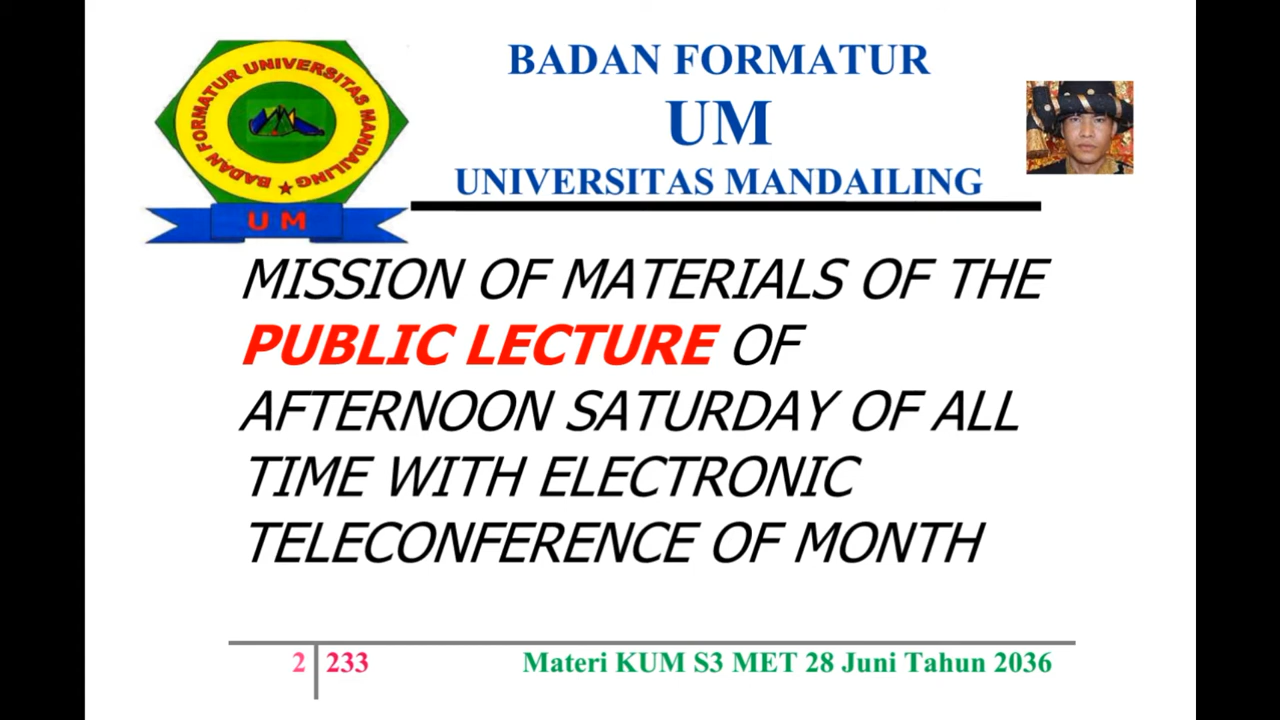 BADAN FORMATUR UNIVERSITAS MANDAILING
U M
BADAN FORMATUR
UM
UNIVERSITAS MANDAILING
MISSION OF MATERIALS OF THE
PUBLIC LECTURE OF
AFTERNOON SATURDAY OF ALL
TIME WITH ELECTRONIC
TELECONFERENCE OF MONTH
2 233 Materi KUM S3 MET 28 Juni Tahun 2036